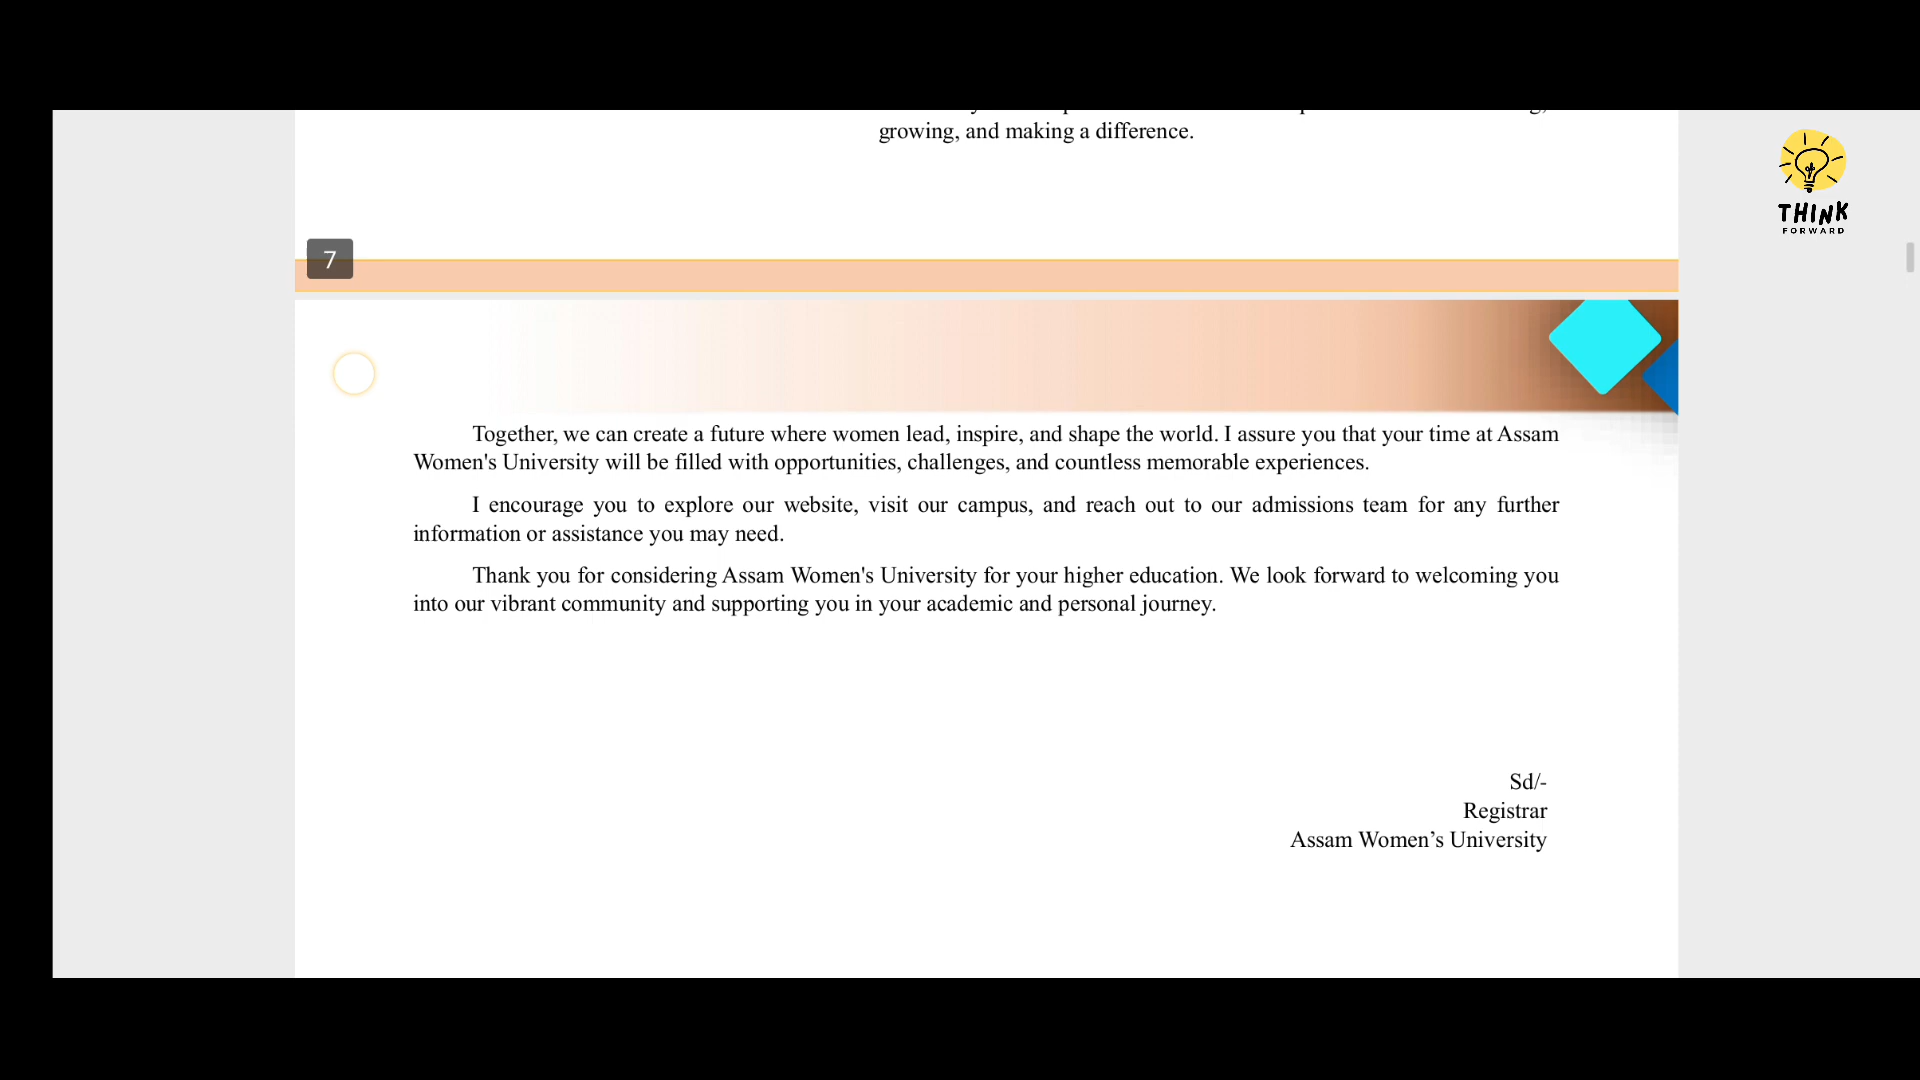 growing, and making a difference.
THINK
FORWARD
7
Together, we can create a future where women lead, inspire, and shape the world. I assure you that your time at Assam
Women's University will be filled with opportunities, challenges, and countless memorable experiences.
I encourage you to explore our website, visit our campus, and reach out to our admissions team for any further
information or assistance you may need.
Thank you for considering Assam Women's University for your higher education. We look forward to welcoming you
into our vibrant community and supporting you in your academic and personal journey.
Sd/-
Registrar
Assam Women’s University